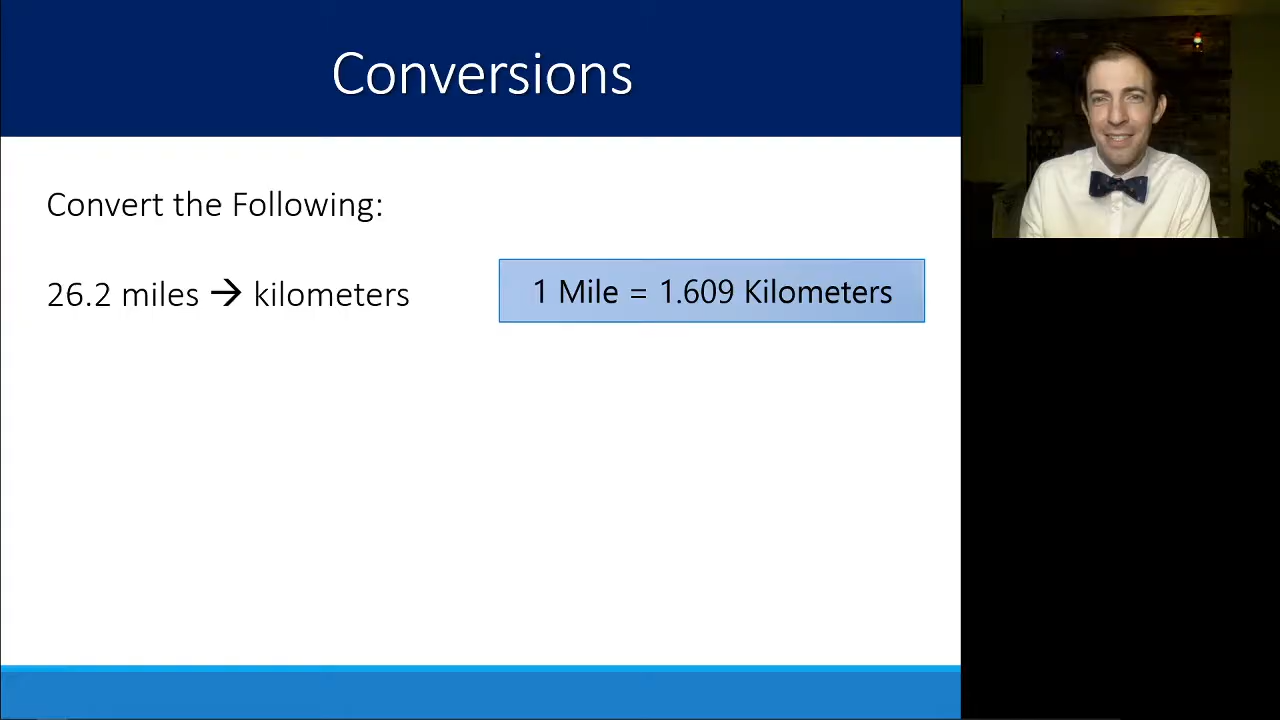 Conversions
Convert the Following:
26.2 miles → kilometers
1 Mile = 1.609 Kilometers